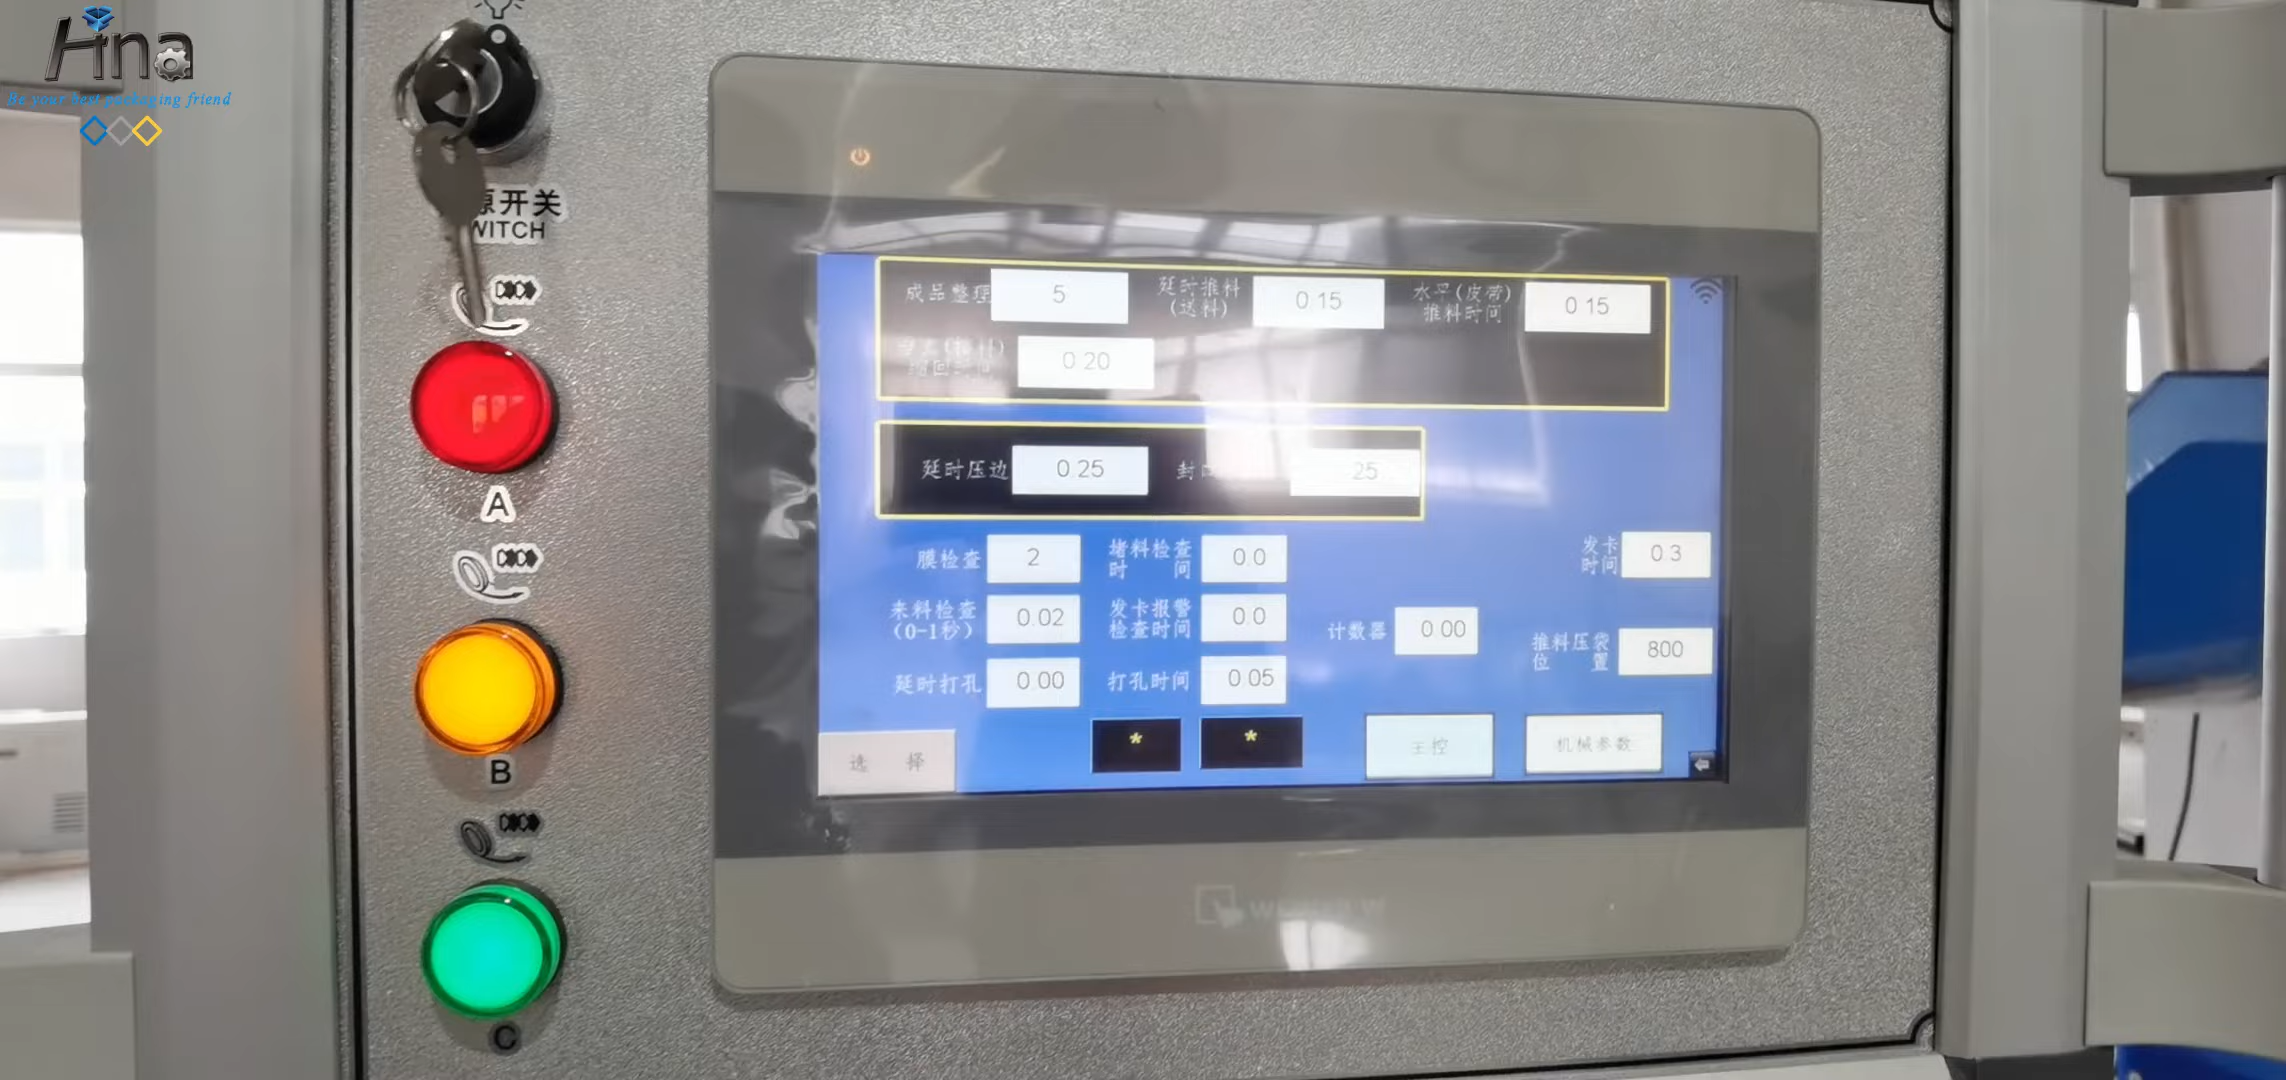 Hina
Be your best packaging friend
源开关
WITCH
A
B
C
成品整理 5 延时推料 0.15 水平(皮带) 0.15
(送料) 推料时间
0.20
延时压边 0.25 封口 25
膜检查 2 堵料检查 0.0 发卡 0.3
时 间 时间
来料检查 0.02 发卡报警 0.0 计数器 0.00
(0-1秒) 检查时间
推料压袋 800
位 置
延时打孔 0.00 打孔时间 0.05
选 择 * * 主控 机械参数